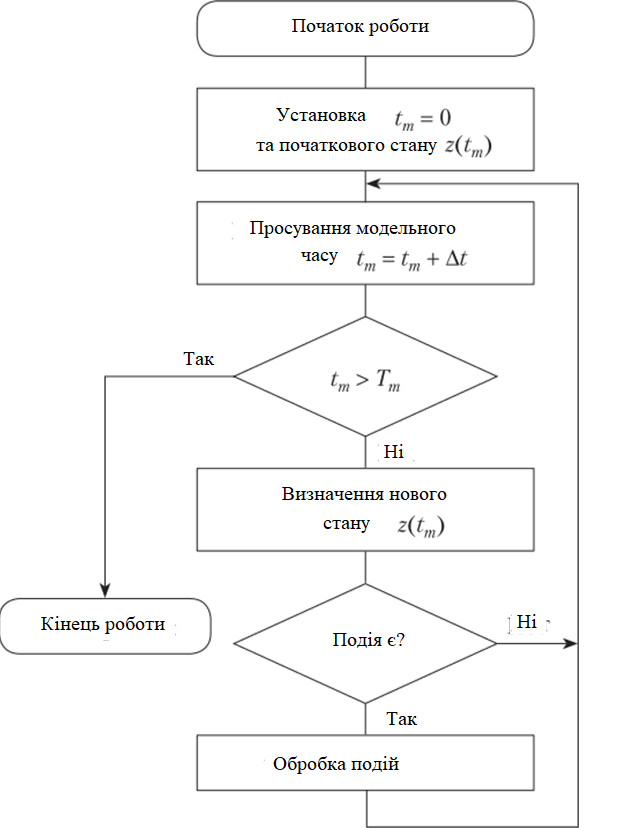 Початок роботи
Установка tₘ = 0
та початкового стану z(tₘ)
Просування модельного
часу tₘ = tₘ + Δt
Так
tₘ > Tₘ
Ні
Визначення нового
стану z(tₘ)
Кінець роботи
Подія є?
Ні
Так
Обробка подій